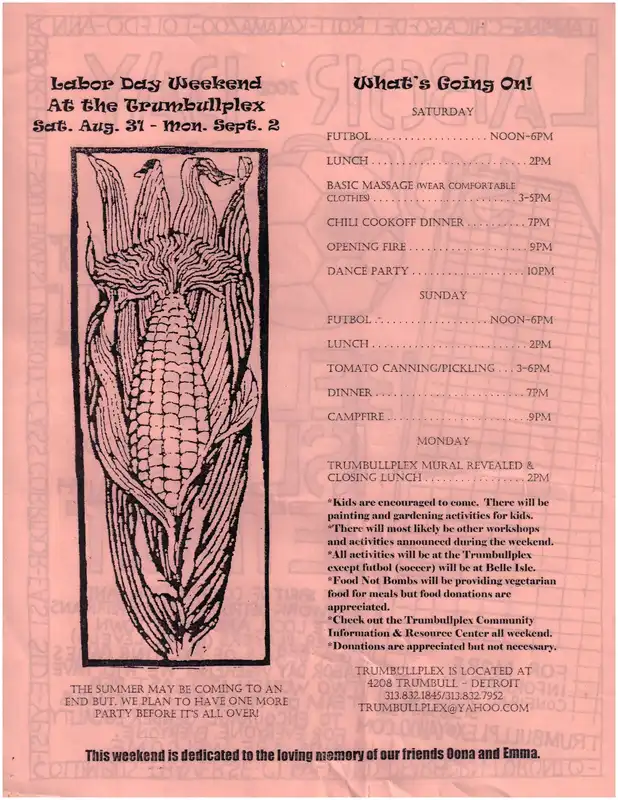 Labor Day Weekend
At the Trumbullplex
Sat. Aug. 31 - Mon. Sept. 2
THE SUMMER MAY BE COMING TO AN
END BUT, WE PLAN TO HAVE ONE MORE
PARTY BEFORE IT'S ALL OVER!
What's Going On!
SATURDAY
FUTBOL . . . . . . . . . . . . . . . . . . . NOON-6PM
LUNCH . . . . . . . . . . . . . . . . . . . . . . . . . . 2PM
BASIC MASSAGE (WEAR COMFORTABLE
CLOTHES) . . . . . . . . . . . . . . . . . . . . . . . . 3-5PM
CHILI COOKOFF DINNER . . . . . . . . . . 7PM
OPENING FIRE . . . . . . . . . . . . . . . . . . . . 9PM
DANCE PARTY . . . . . . . . . . . . . . . . . . . 10PM
SUNDAY
FUTBOL . . . . . . . . . . . . . . . . . . . NOON-6PM
LUNCH . . . . . . . . . . . . . . . . . . . . . . . . . . 2PM
TOMATO CANNING/PICKLING . . . 3-6PM
DINNER . . . . . . . . . . . . . . . . . . . . . . . . . 7PM
CAMPFIRE . . . . . . . . . . . . . . . . . . . . . . . 9PM
MONDAY
TRUMBULLPLEX MURAL REVEALED &
CLOSING LUNCH . . . . . . . . . . . . . . . . . 2PM
*Kids are encouraged to come. There will be
painting and gardening activities for kids.
*There will most likely be other workshops
and activities announced during the weekend.
*All activities will be at the Trumbullplex
except futbol (soccer) will be at Belle Isle.
*Food Not Bombs will be providing vegetarian
food for meals but food donations are
appreciated.
*Check out the Trumbullplex Community
Information & Resource Center all weekend.
*Donations are appreciated but not necessary.
TRUMBULLPLEX IS LOCATED AT
4208 TRUMBULL - DETROIT
313.832.1845/313.832.7952
TRUMBULLPLEX@YAHOO.COM
This weekend is dedicated to the loving memory of our friends Oona and Emma.